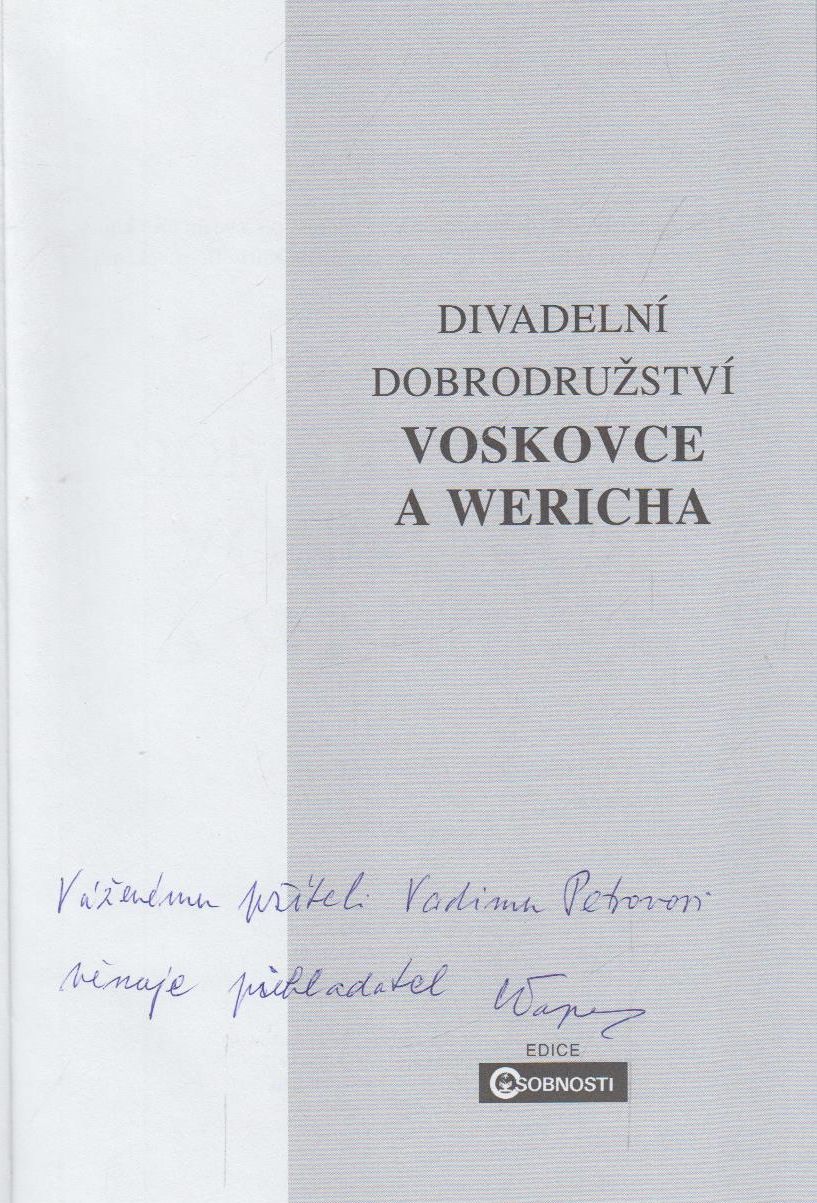 DIVADELNÍ
DOBRODRUŽSTVÍ
VOSKOVCE
A WERICHA
Váženému příteli Vadimu Petrovovi
věnuje překladatel
EDICE
OSOBNOSTI